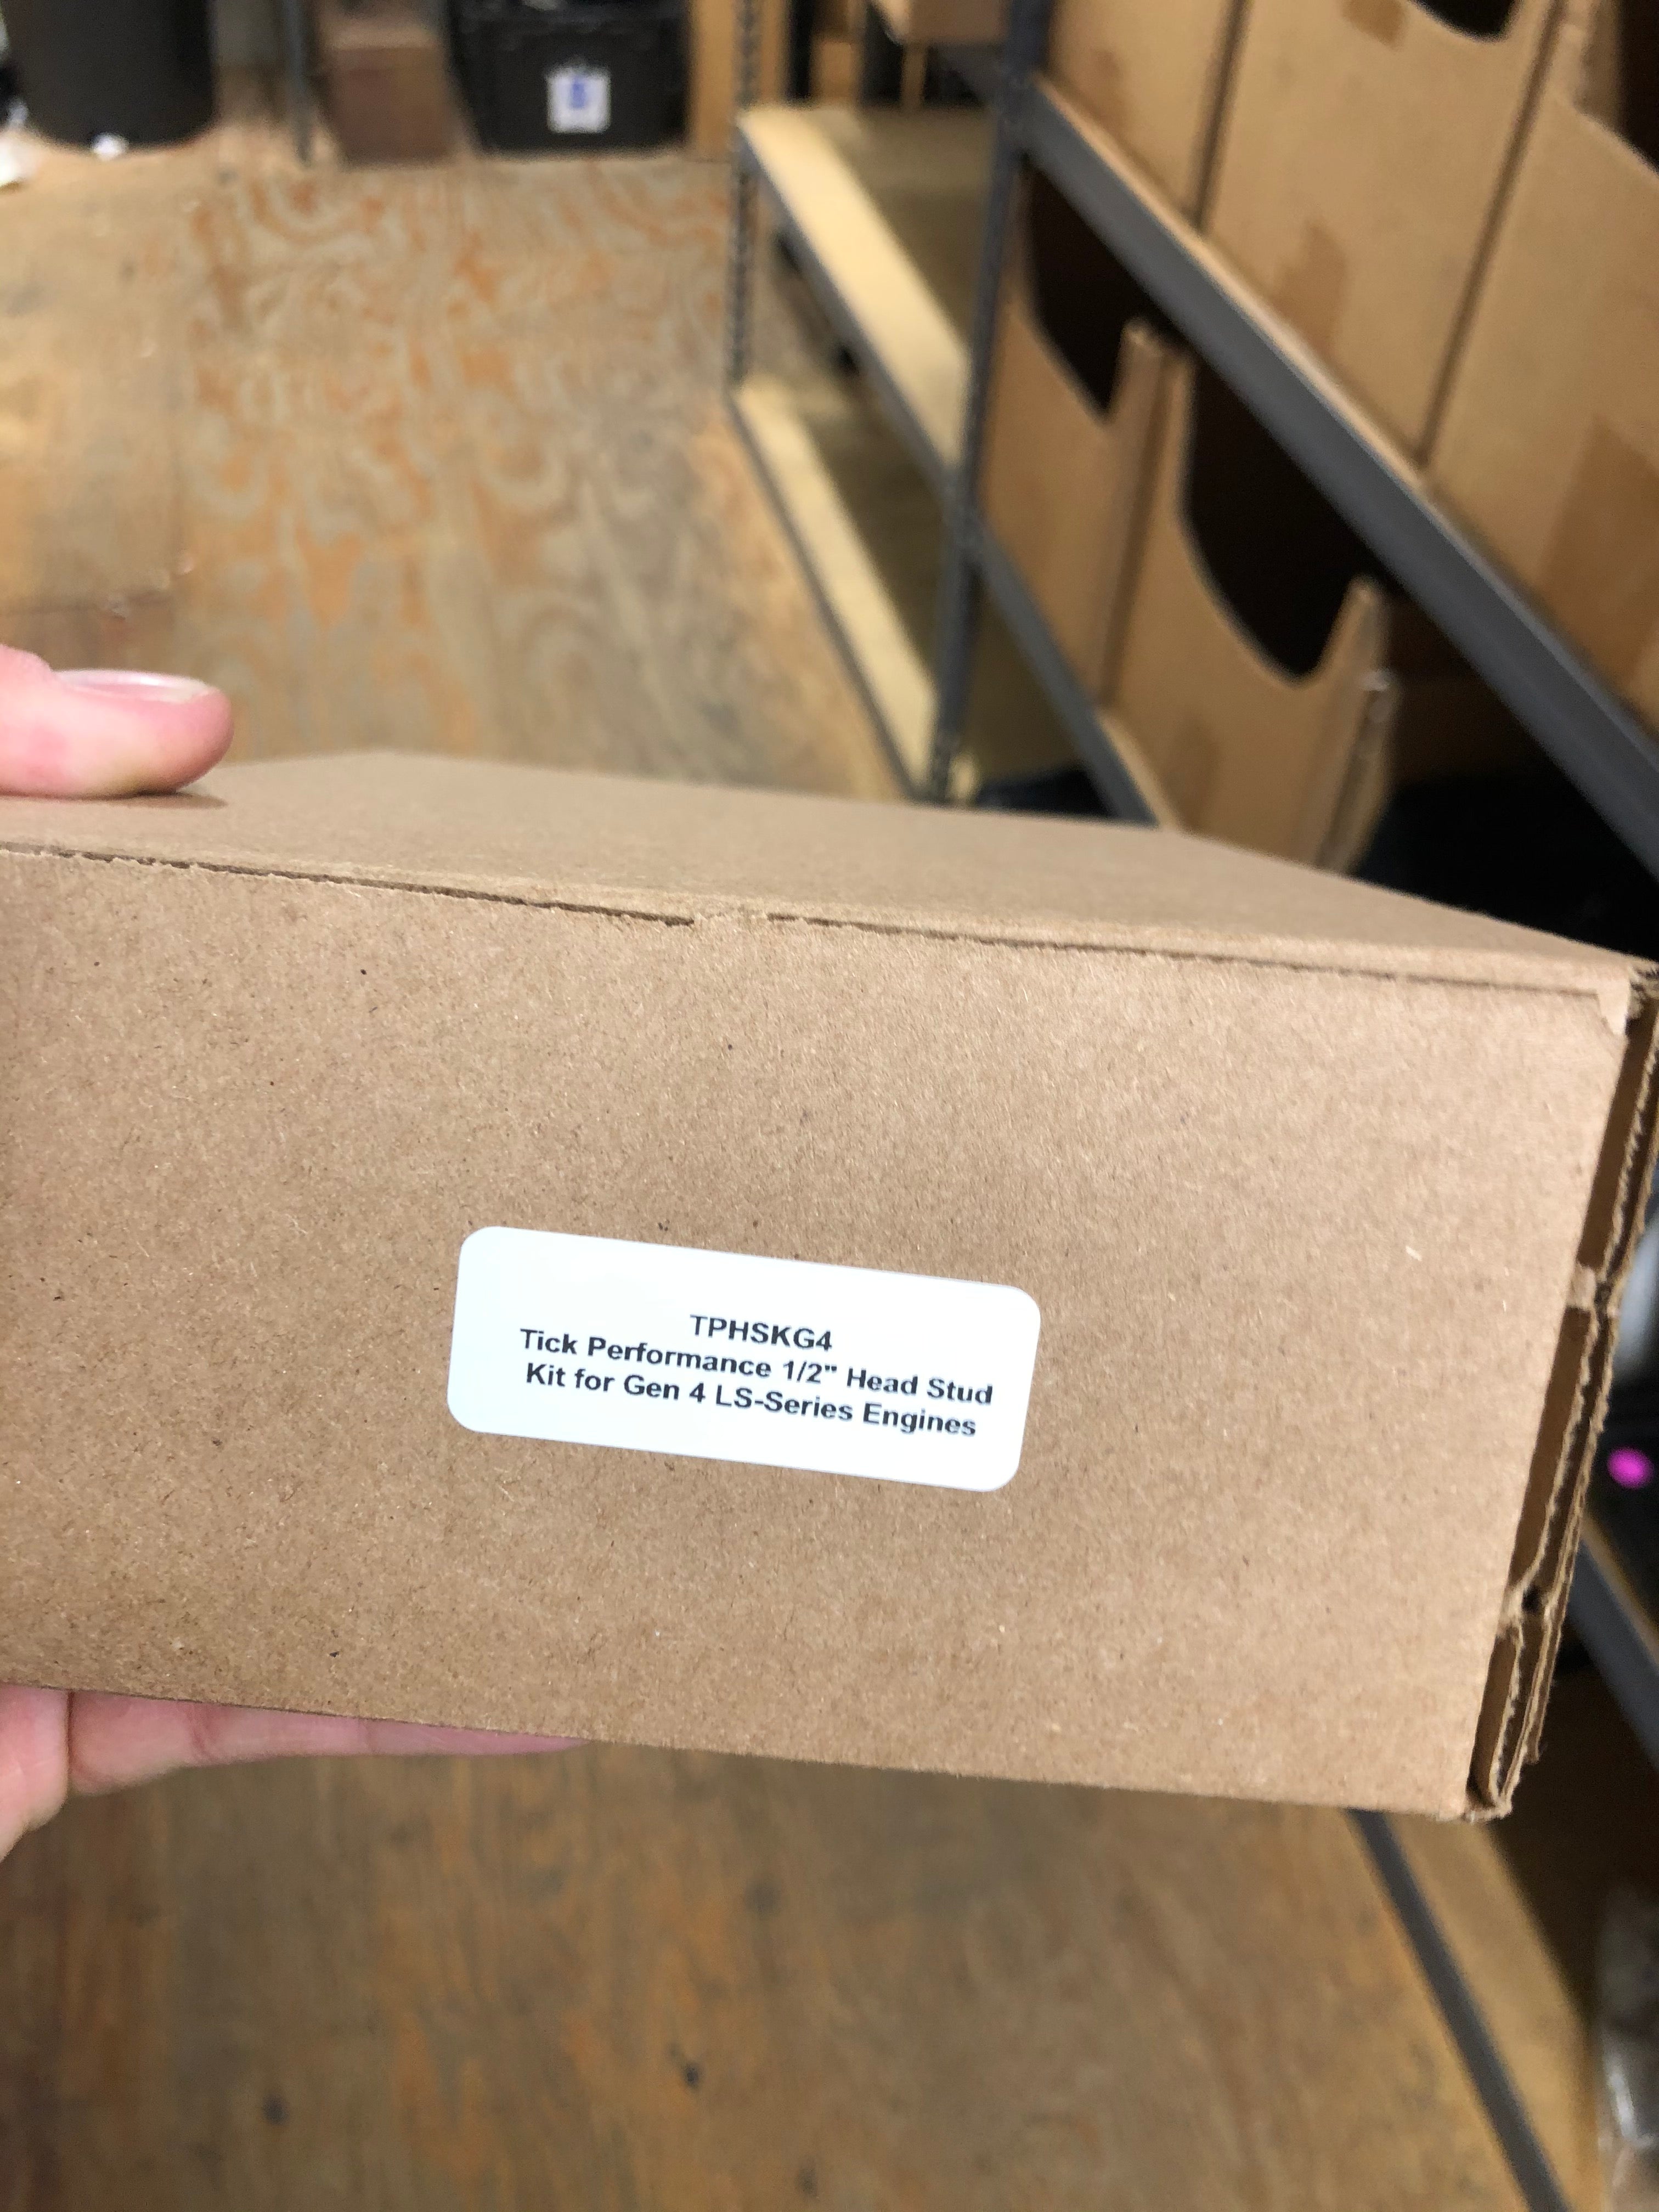 TPHSKG4
Tick Performance 1/2" Head Stud
Kit for Gen 4 LS-Series Engines